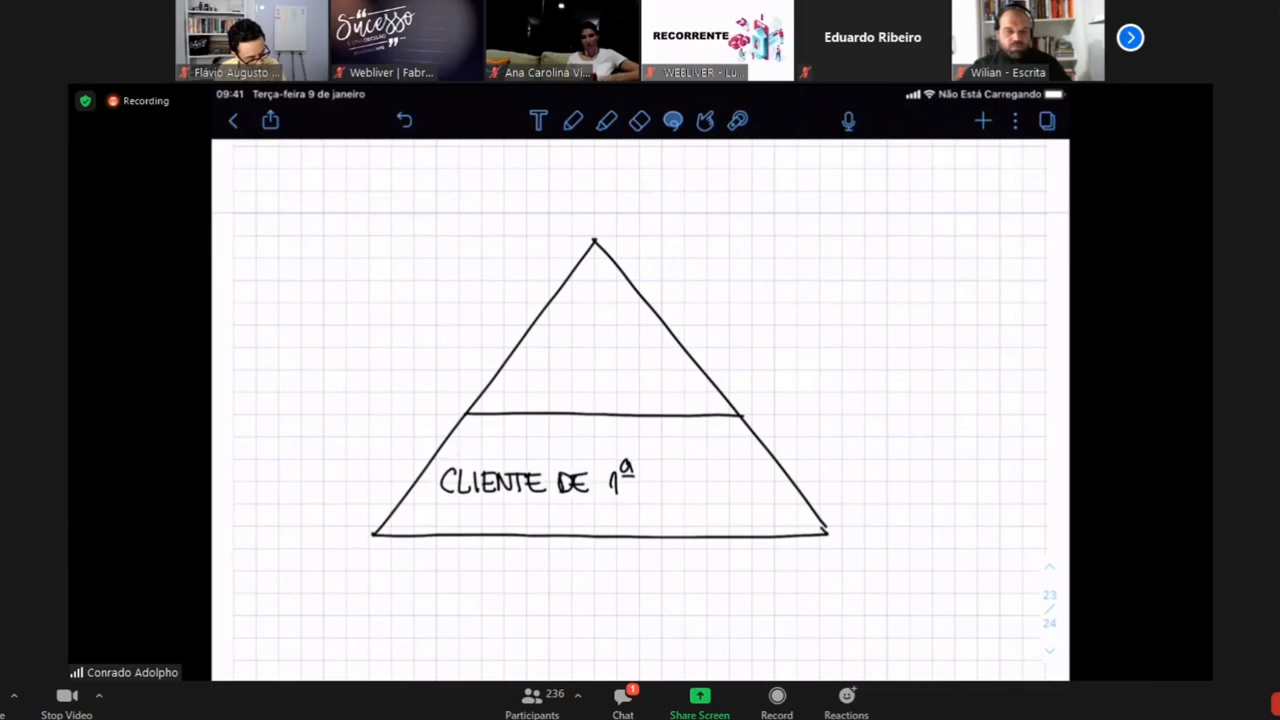 Sucesso
É UMA DECISÃO
Flávio Augusto ...
Webliver | Fabr...
Ana Carolina Vi...
RECORRENTE
WEBLIVER - Lu...
Eduardo Ribeiro
Wilian - Escrita
Recording
09:41 Terça-feira 9 de janeiro
Não Está Carregando
CLIENTE DE 1ª
23
24
Conrado Adolpho
Stop Video
236
Participants
1
Chat
Share Screen
Record
Reactions